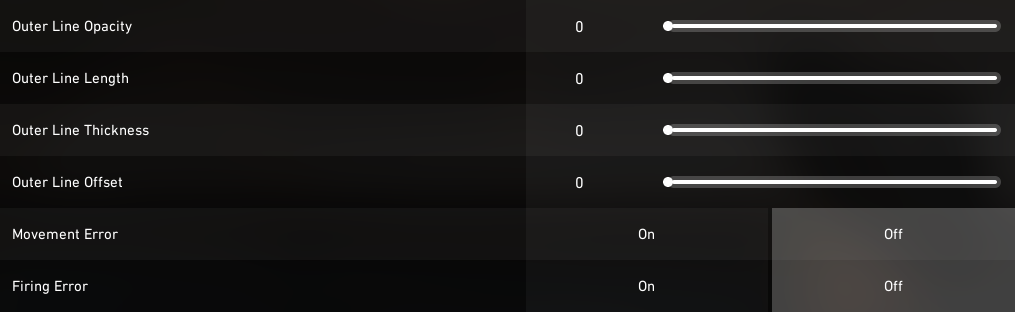 Outer Line Opacity 0
Outer Line Length 0
Outer Line Thickness 0
Outer Line Offset 0
Movement Error On Off
Firing Error On Off